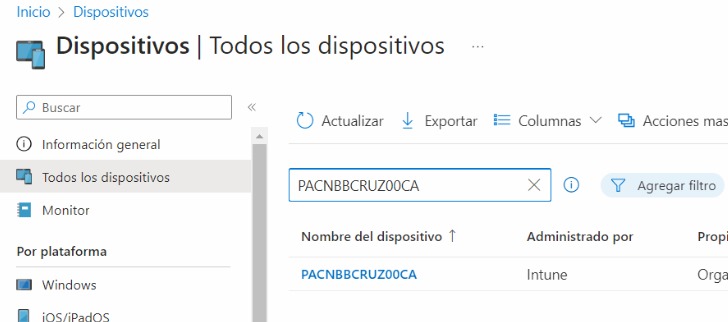 Inicio > Dispositivos
Dispositivos | Todos los dispositivos ...
Buscar «
Información general
Todos los dispositivos
Monitor
Por plataforma
Windows
iOS/iPadOS
Actualizar Exportar Columnas Acciones mas
PACNBBCRUZ00CA Agregar filtro
Nombre del dispositivo ↑ Administrado por Propi
PACNBBCRUZ00CA Intune Orga